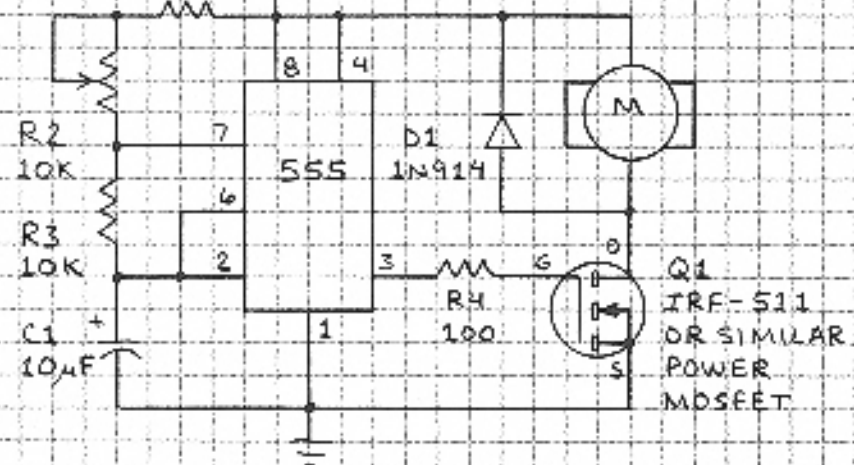 8 4
M
R2
10K
7
D1
1N914
555
6
R3
10K
2
3
R4
100
G
D
S
Q1
IRF-511
OR SIMILAR
POWER
MOSFET
C1
+
10µF
1